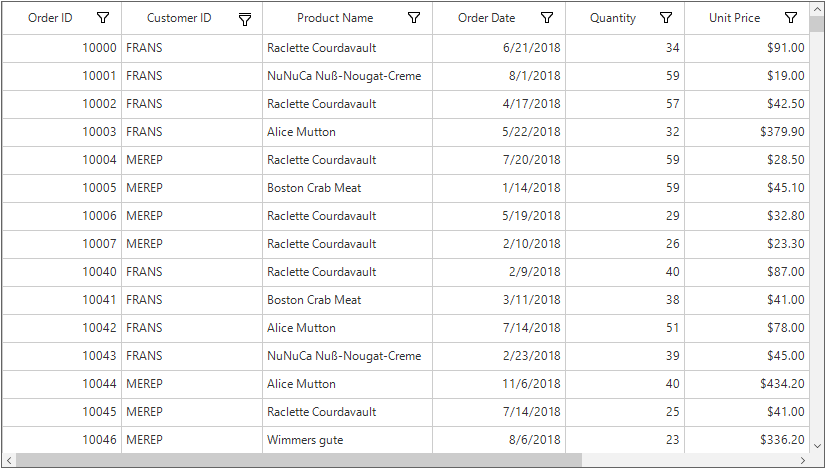 Order ID Customer ID Product Name Order Date Quantity Unit Price
10000 FRANS Raclette Courdavault 6/21/2018 34 $91.00
10001 FRANS NuNuCa Nuß-Nougat-Creme 8/1/2018 59 $19.00
10002 FRANS Raclette Courdavault 4/17/2018 57 $42.50
10003 FRANS Alice Mutton 5/22/2018 32 $379.90
10004 MEREP Raclette Courdavault 7/20/2018 59 $28.50
10005 MEREP Boston Crab Meat 1/14/2018 59 $45.10
10006 MEREP Raclette Courdavault 5/19/2018 29 $32.80
10007 MEREP Raclette Courdavault 2/10/2018 26 $23.30
10040 FRANS Raclette Courdavault 2/9/2018 40 $87.00
10041 FRANS Boston Crab Meat 3/11/2018 38 $41.00
10042 FRANS Alice Mutton 7/14/2018 51 $78.00
10043 FRANS NuNuCa Nuß-Nougat-Creme 2/23/2018 39 $45.00
10044 MEREP Alice Mutton 11/6/2018 40 $434.20
10045 MEREP Raclette Courdavault 7/14/2018 25 $41.00
10046 MEREP Wimmers gute 8/6/2018 23 $336.20